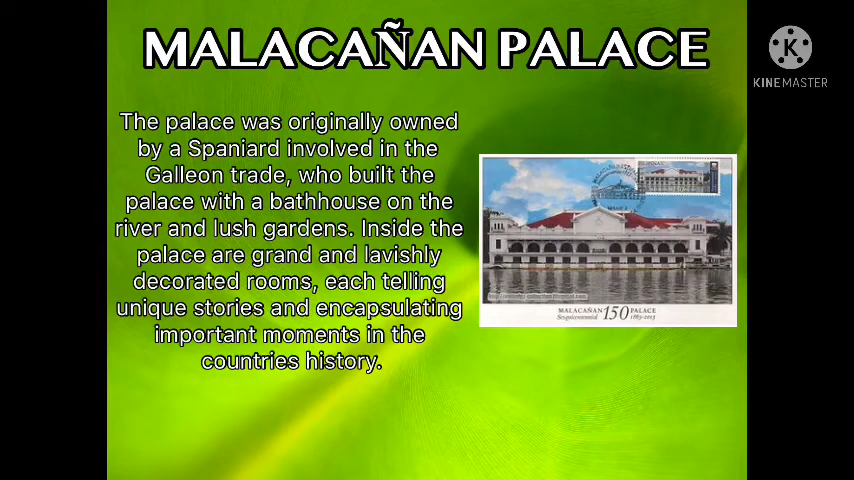 MALACAÑAN PALACE
K
KINEMASTER
The palace was originally owned
by a Spaniard involved in the
Galleon trade, who built the
palace with a bathhouse on the
river and lush gardens. Inside the
palace are grand and lavishly
decorated rooms, each telling
unique stories and encapsulating
important moments in the
countries history.
MALACAÑAN 150 PALACE
Sesquicentennial 1863-2013